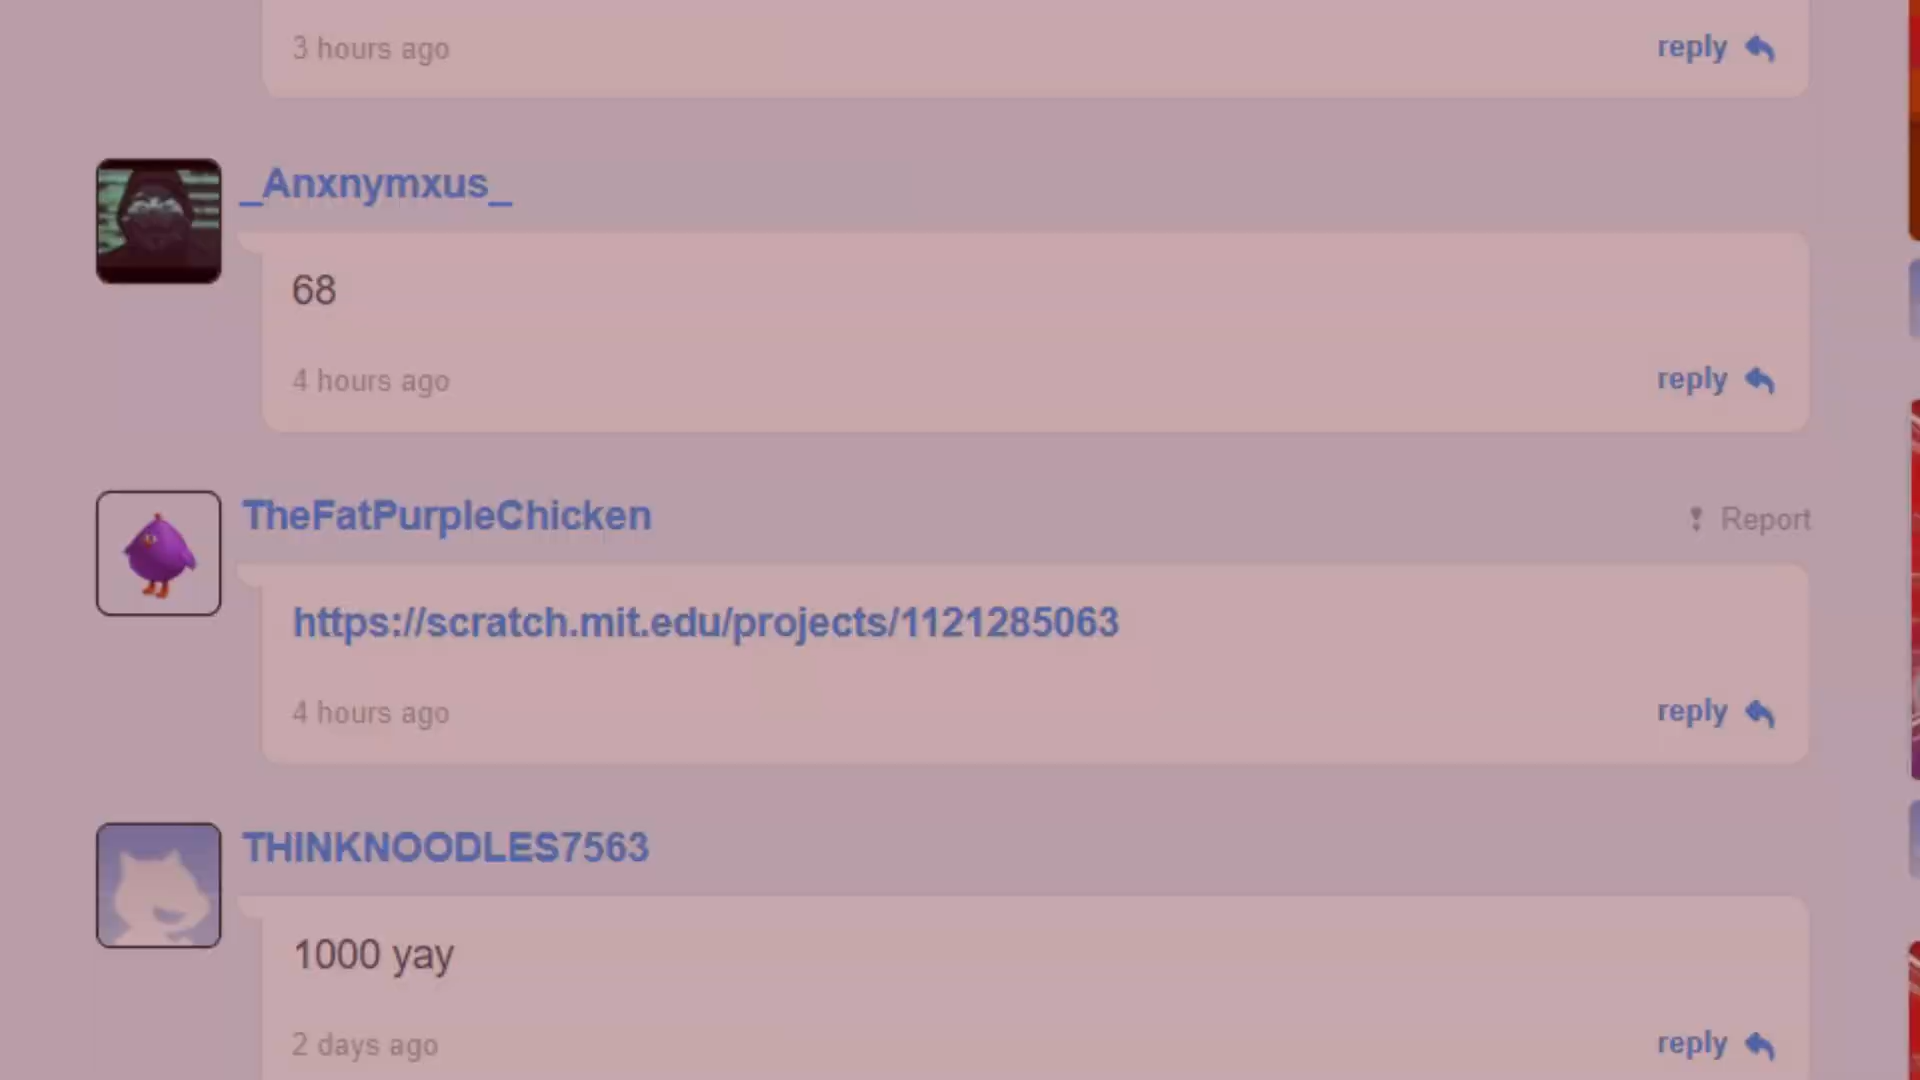 3 hours ago
reply
_Anxnymxus_
68
4 hours ago
reply
TheFatPurpleChicken
Report
https://scratch.mit.edu/projects/1121285063
4 hours ago
reply
THINKNOODLES7563
1000 yay
2 days ago
reply